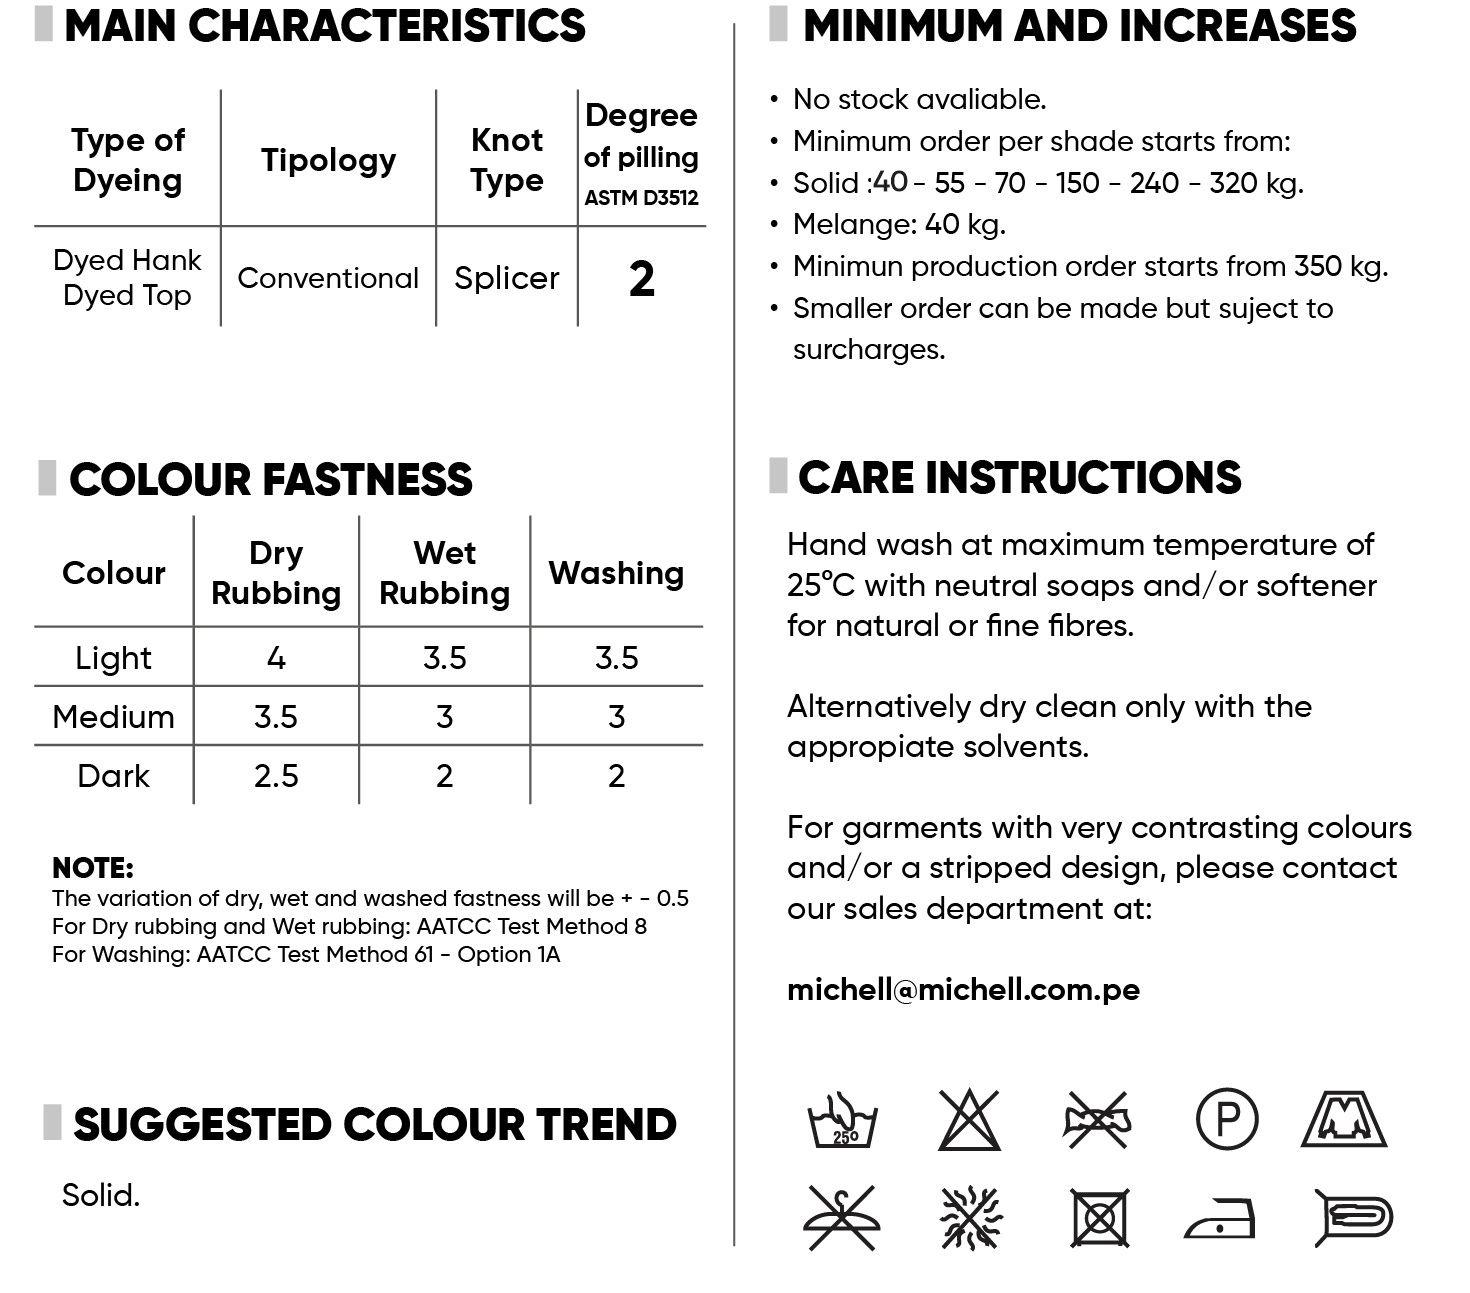 MAIN CHARACTERISTICS
Type of
Dyeing
Tipology
Knot
Type
Degree
of pilling
ASTM D3512
Dyed Hank
Dyed Top
Conventional
Splicer
2
COLOUR FASTNESS
Colour
Dry
Rubbing
Wet
Rubbing
Washing
Light 4 3.5 3.5
Medium 3.5 3 3
Dark 2.5 2 2
NOTE:
The variation of dry, wet and washed fastness will be + - 0.5
For Dry rubbing and Wet rubbing: AATCC Test Method 8
For Washing: AATCC Test Method 61 - Option 1A
SUGGESTED COLOUR TREND
Solid.
MINIMUM AND INCREASES
• No stock avaliable.
• Minimum order per shade starts from:
• Solid :40 - 55 - 70 - 150 - 240 - 320 kg.
• Melange: 40 kg.
• Minimun production order starts from 350 kg.
• Smaller order can be made but suject to
surcharges.
CARE INSTRUCTIONS
Hand wash at maximum temperature of
25°C with neutral soaps and/or softener
for natural or fine fibres.
Alternatively dry clean only with the
appropiate solvents.
For garments with very contrasting colours
and/or a stripped design, please contact
our sales department at:
michell@michell.com.pe
25º
P